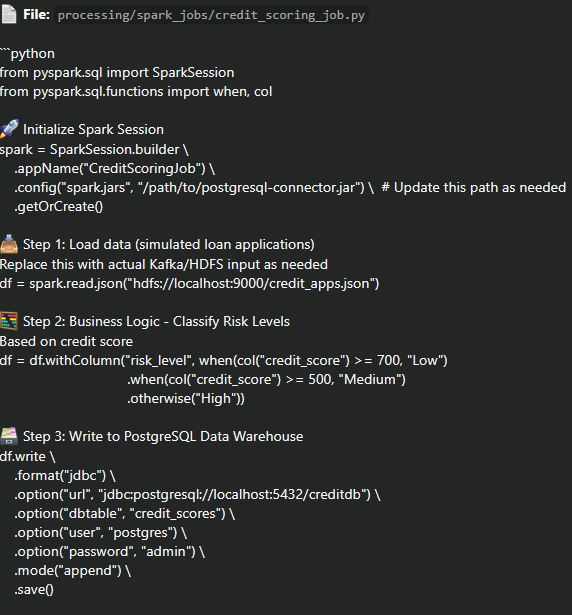 📄 File: processing/spark_jobs/credit_scoring_job.py
```python
from pyspark.sql import SparkSession
from pyspark.sql.functions import when, col
🚀 Initialize Spark Session
spark = SparkSession.builder \
.appName("CreditScoringJob") \
.config("spark.jars", "/path/to/postgresql-connector.jar") \ # Update this path as needed
.getOrCreate()
📥 Step 1: Load data (simulated loan applications)
Replace this with actual Kafka/HDFS input as needed
df = spark.read.json("hdfs://localhost:9000/credit_apps.json")
🧮 Step 2: Business Logic - Classify Risk Levels
Based on credit score
df = df.withColumn("risk_level", when(col("credit_score") >= 700, "Low")
.when(col("credit_score") >= 500, "Medium")
.otherwise("High"))
🗃️ Step 3: Write to PostgreSQL Data Warehouse
df.write \
.format("jdbc") \
.option("url", "jdbc:postgresql://localhost:5432/creditdb") \
.option("dbtable", "credit_scores") \
.option("user", "postgres") \
.option("password", "admin") \
.mode("append") \
.save()